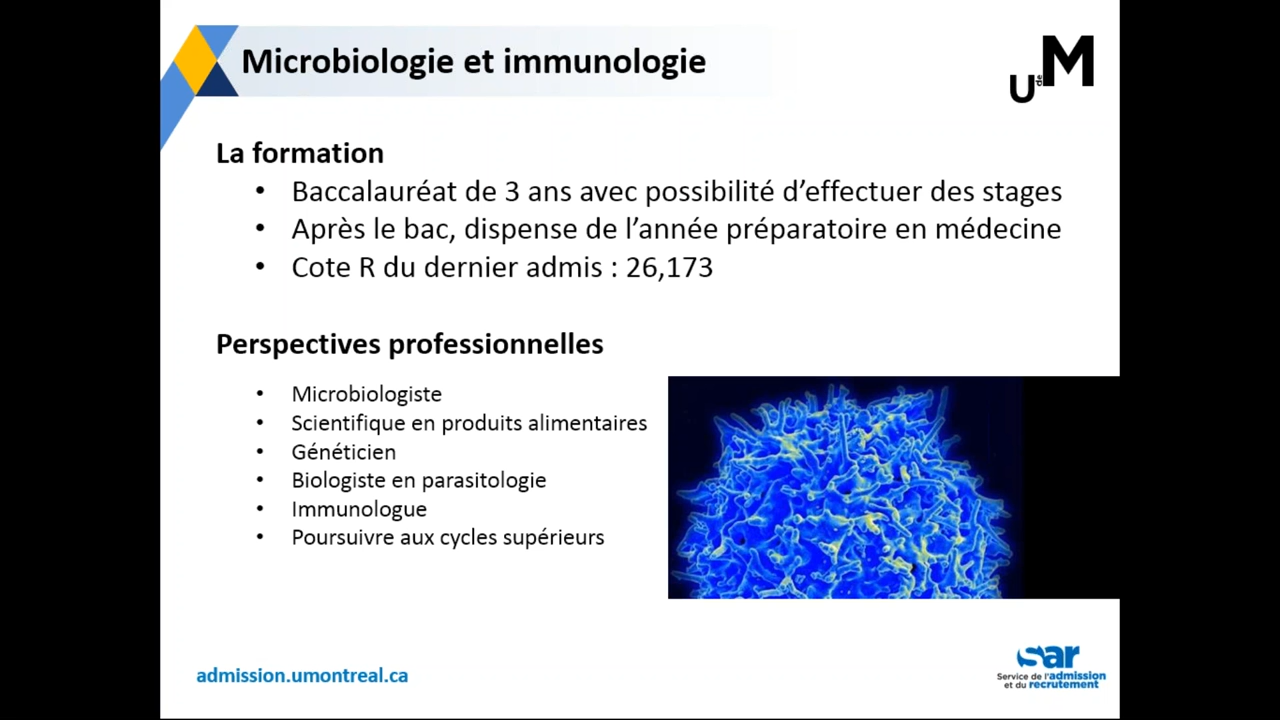 Microbiologie et immunologie
U de M
La formation
• Baccalauréat de 3 ans avec possibilité d’effectuer des stages
• Après le bac, dispense de l’année préparatoire en médecine
• Cote R du dernier admis : 26,173
Perspectives professionnelles
• Microbiologiste
• Scientifique en produits alimentaires
• Généticien
• Biologiste en parasitologie
• Immunologue
• Poursuivre aux cycles supérieurs
admission.umontreal.ca
sar
Service de l'admission
et du recrutement